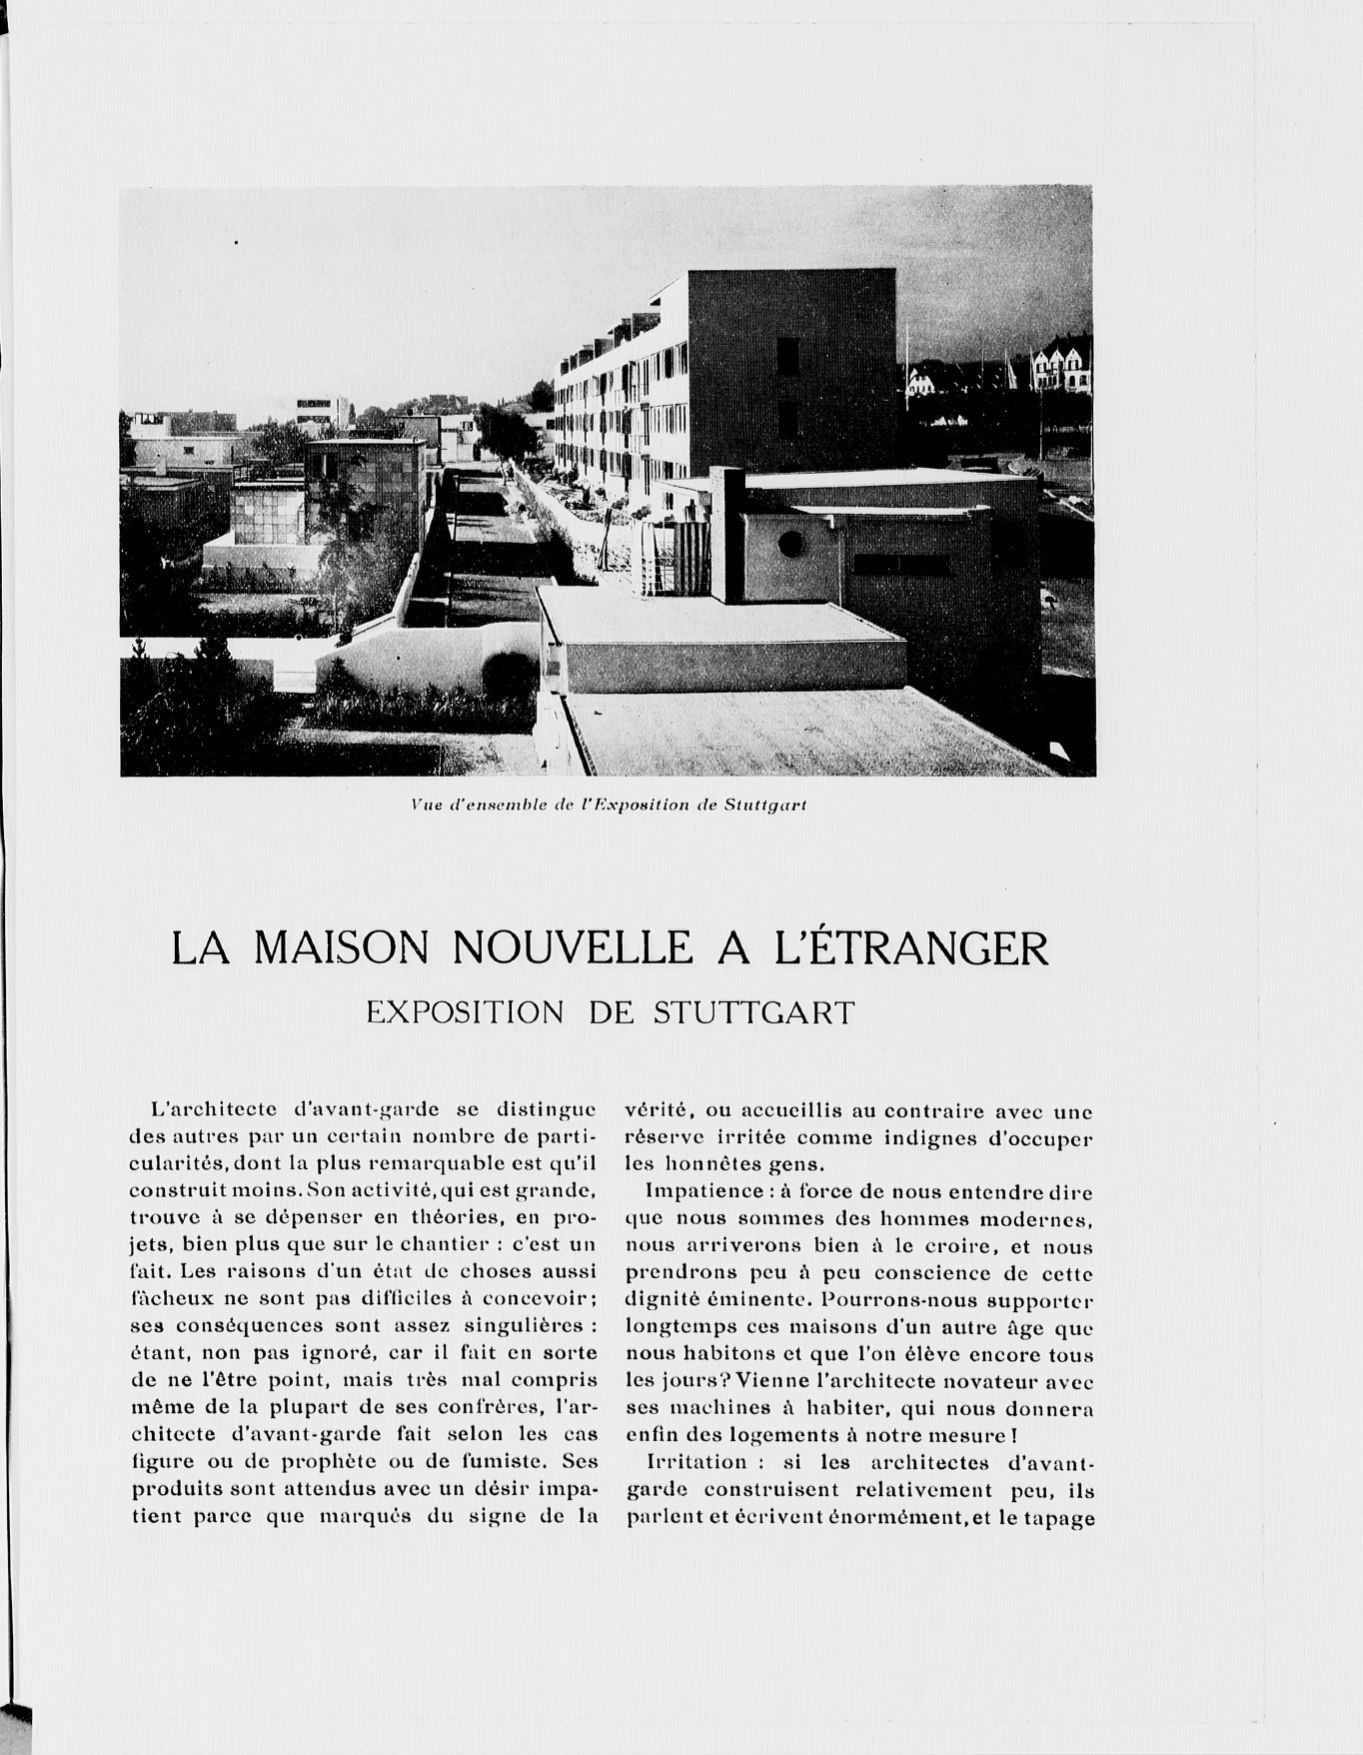 Vue d'ensemble de l'Exposition de Stuttgart
LA MAISON NOUVELLE A L'ÉTRANGER
EXPOSITION DE STUTTGART
L'architecte d'avant-garde se distingue
des autres par un certain nombre de parti-
cularités, dont la plus remarquable est qu'il
construit moins. Son activité, qui est grande,
trouve à se dépenser en théories, en pro-
jets, bien plus que sur le chantier : c'est un
fait. Les raisons d'un état de choses aussi
fâcheux ne sont pas difficiles à concevoir;
ses conséquences sont assez singulières :
étant, non pas ignoré, car il fait en sorte
de ne l'être point, mais très mal compris
même de la plupart de ses confrères, l'ar-
chitecte d'avant-garde fait selon les cas
figure ou de prophète ou de fumiste. Ses
produits sont attendus avec un désir impa-
tient parce que marqués du signe de la
vérité, ou accueillis au contraire avec une
réserve irritée comme indignes d'occuper
les honnêtes gens.
Impatience : à force de nous entendre dire
que nous sommes des hommes modernes,
nous arriverons bien à le croire, et nous
prendrons peu à peu conscience de cette
dignité éminente. Pourrons-nous supporter
longtemps ces maisons d'un autre âge que
nous habitons et que l'on élève encore tous
les jours? Vienne l'architecte novateur avec
ses machines à habiter, qui nous donnera
enfin des logements à notre mesure!
Irritation : si les architectes d'avant-
garde construisent relativement peu, ils
parlent et écrivent énormément, et le tapage